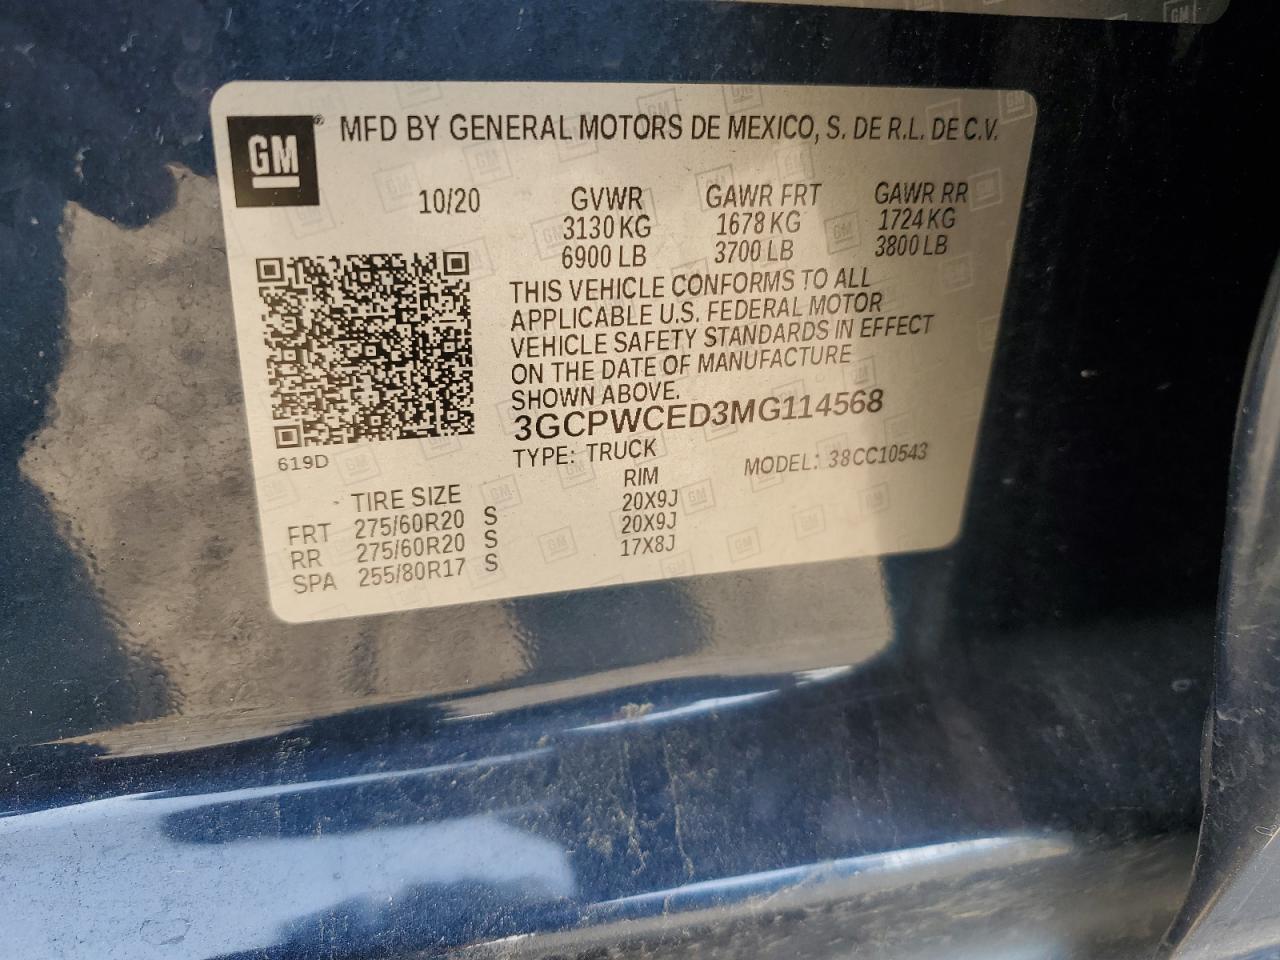 GM® MFD BY GENERAL MOTORS DE MEXICO, S. DE R.L. DE C.V.
10/20 GVWR GAWR FRT GAWR RR
3130 KG 1678 KG 1724 KG
6900 LB 3700 LB 3800 LB
THIS VEHICLE CONFORMS TO ALL
APPLICABLE U.S. FEDERAL MOTOR
VEHICLE SAFETY STANDARDS IN EFFECT
ON THE DATE OF MANUFACTURE
SHOWN ABOVE.
3GCPWCED3MG114568
619D TYPE: TRUCK MODEL: 38CC10543
TIRE SIZE RIM
FRT 275/60R20 S 20X9J
RR 275/60R20 S 20X9J
SPA 255/80R17 S 17X8J